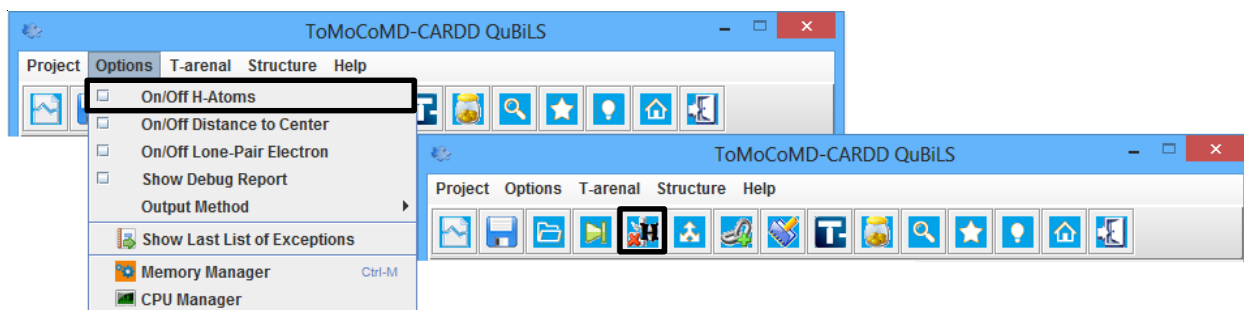 ToMoCoMD-CARDD QuBiLS
Project Options T-arenal Structure Help
On/Off H-Atoms
On/Off Distance to Center
On/Off Lone-Pair Electron
Show Debug Report
Output Method
Show Last List of Exceptions
Memory Manager Ctrl-M
CPU Manager
ToMoCoMD-CARDD QuBiLS
Project Options T-arenal Structure Help
H T